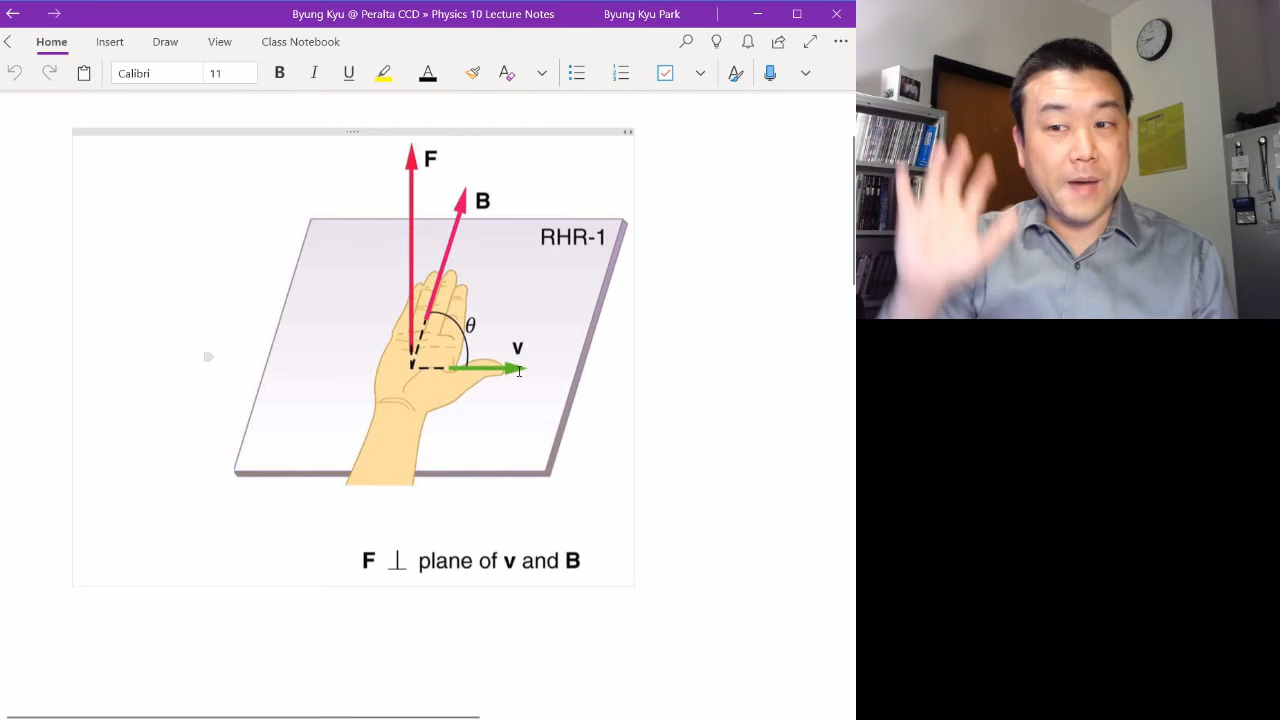 Byung Kyu @ Peralta CCD » Physics 10 Lecture Notes
Byung Kyu Park
Home
Insert
Draw
View
Class Notebook
Calibri
11
B
I
U
A
F
B
RHR-1
θ
v
F ⊥ plane of v and B